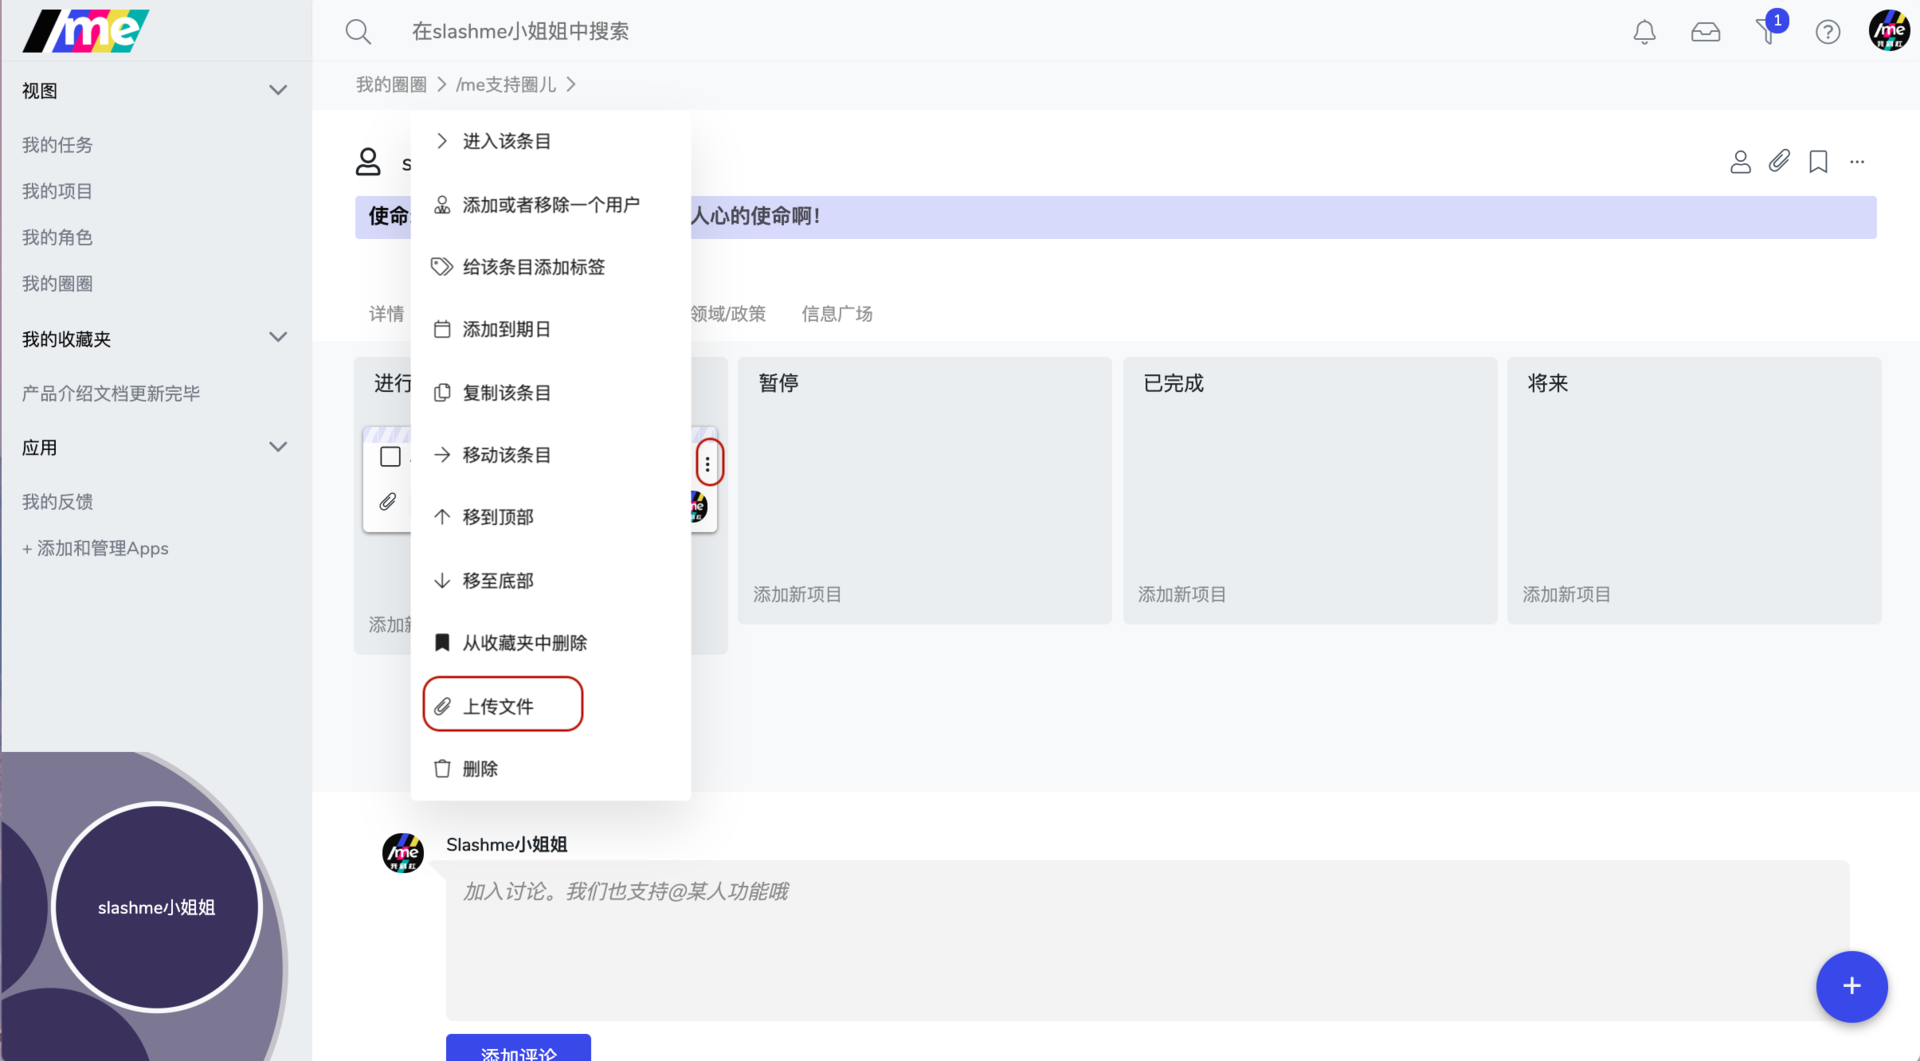 /me
在slashme小姐姐中搜索
1
视图
我的任务
我的项目
我的角色
我的圈圈
我的收藏夹
产品介绍文档更新完毕
应用
我的反馈
+ 添加和管理Apps
slashme小姐姐
我的圈圈 > /me支持圈儿 >
s
使命:
人心的使命啊!
详情
领域/政策
信息广场
进入该条目
添加或者移除一个用户
给该条目添加标签
添加到期日
复制该条目
移动该条目
移到顶部
移至底部
从收藏夹中删除
上传文件
删除
进行
暂停
已完成
将来
添加新项目
添加新项目
添加新项目
Slashme小姐姐
加入讨论。我们也支持@某人功能哦
添加评论